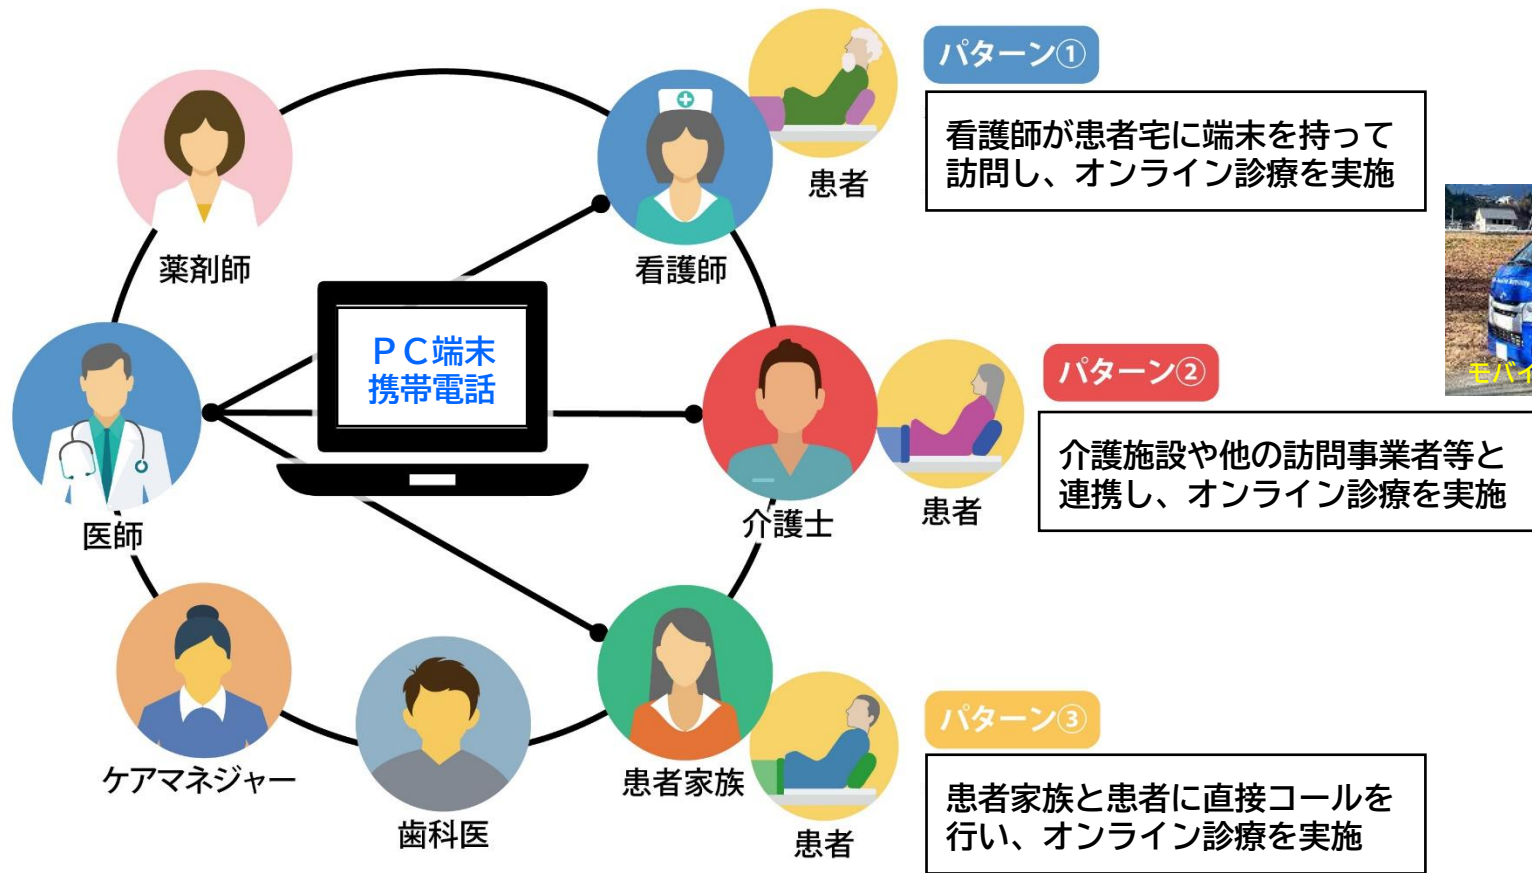 パターン①
看護師が患者宅に端末を持って
訪問し、オンライン診療を実施
患者
薬剤師
看護師
ＰＣ端末
携帯電話
パターン②
モバイ
介護施設や他の訪問事業者等と
連携し、オンライン診療を実施
医師
介護士
患者
パターン③
ケアマネジャー
患者家族
患者家族と患者に直接コールを
行い、オンライン診療を実施
歯科医
患者